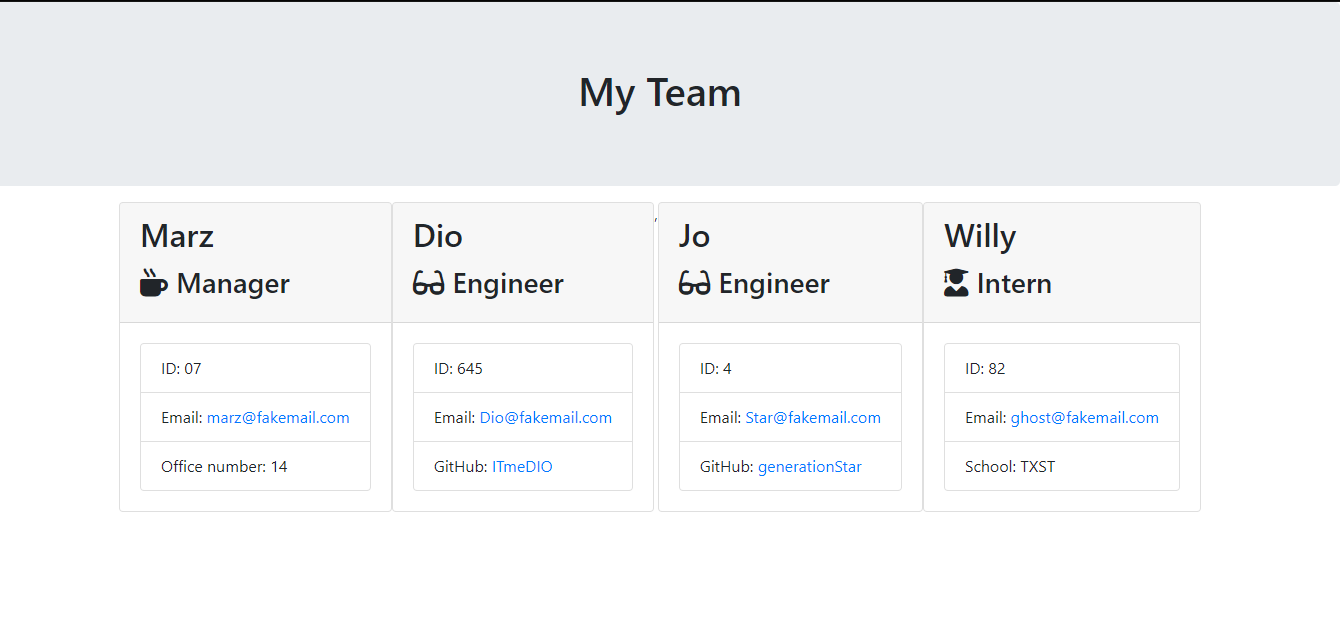 My Team
Marz
Manager
ID: 07
Email: marz@fakemail.com
Office number: 14
Dio
Engineer
ID: 645
Email: Dio@fakemail.com
GitHub: ITmeDIO
,
Jo
Engineer
ID: 4
Email: Star@fakemail.com
GitHub: generationStar
Willy
Intern
ID: 82
Email: ghost@fakemail.com
School: TXST